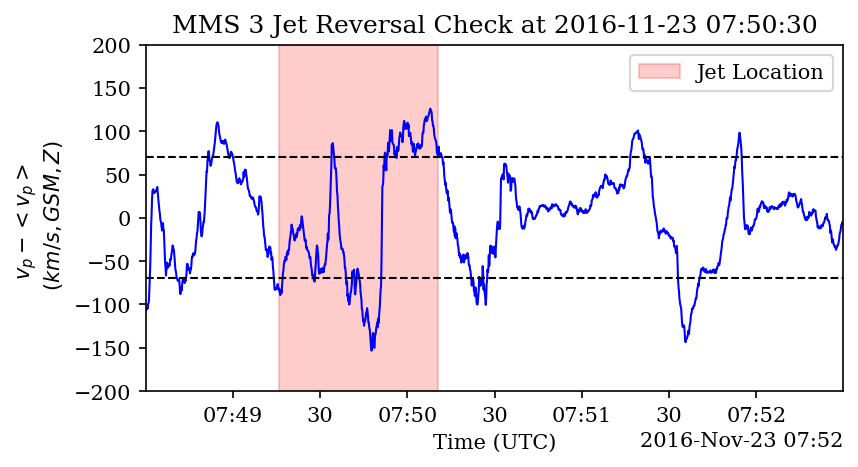 MMS 3 Jet Reversal Check at 2016-11-23 07:50:30
200
150
100
50
0
−50
−100
−150
−200
v_p − < v_p >
(km/s, GSM, Z)
Jet Location
07:49 30 07:50 30 07:51 30 07:52
Time (UTC)
2016-Nov-23 07:52